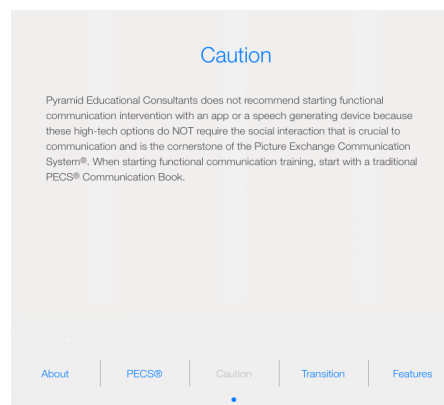 Caution
Pyramid Educational Consultants does not recommend starting functional
communication intervention with an app or a speech generating device because
these high-tech options do NOT require the social interaction that is crucial to
communication and is the cornerstone of the Picture Exchange Communication
System®. When starting functional communication training, start with a traditional
PECS® Communication Book.
About PECS® Caution Transition Features